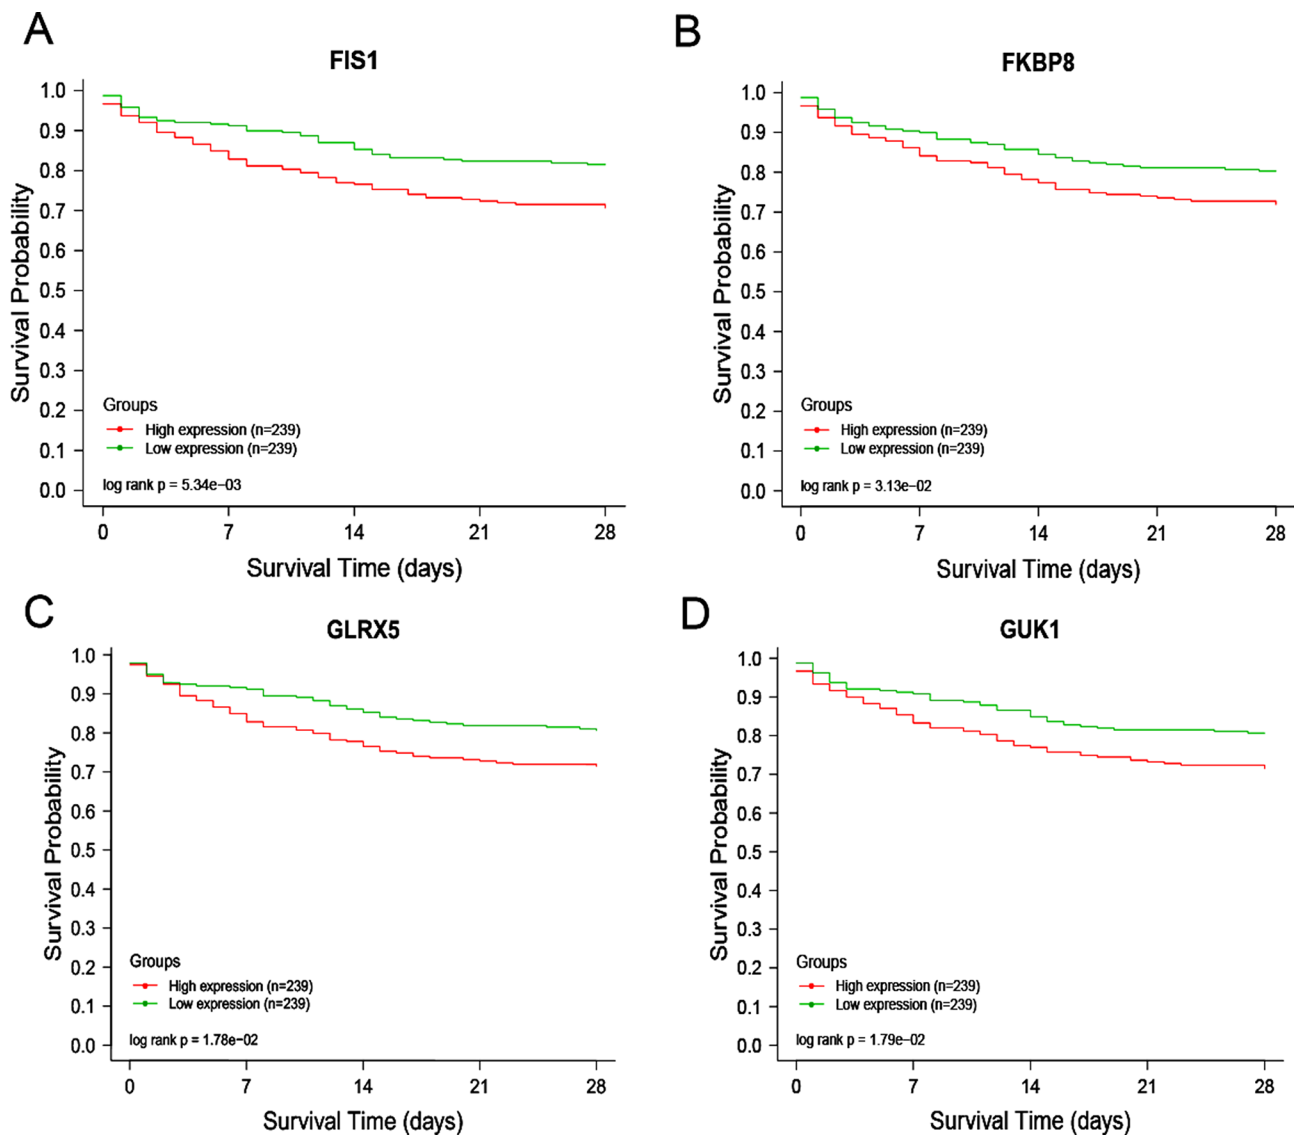 A
FIS1
Survival Probability
1.0
0.9
0.8
0.7
0.6
0.5
0.4
0.3
0.2
0.1
0.0
Groups
High expression (n=239)
Low expression (n=239)
log rank p = 5.34e−03
0 7 14 21 28
Survival Time (days)
B
FKBP8
Survival Probability
1.0
0.9
0.8
0.7
0.6
0.5
0.4
0.3
0.2
0.1
0.0
Groups
High expression (n=239)
Low expression (n=239)
log rank p = 3.13e−02
0 7 14 21 28
Survival Time (days)
C
GLRX5
Survival Probability
1.0
0.9
0.8
0.7
0.6
0.5
0.4
0.3
0.2
0.1
0.0
Groups
High expression (n=239)
Low expression (n=239)
log rank p = 1.78e−02
0 7 14 21 28
Survival Time (days)
D
GUK1
Survival Probability
1.0
0.9
0.8
0.7
0.6
0.5
0.4
0.3
0.2
0.1
0.0
Groups
High expression (n=239)
Low expression (n=239)
log rank p = 1.79e−02
0 7 14 21 28
Survival Time (days)